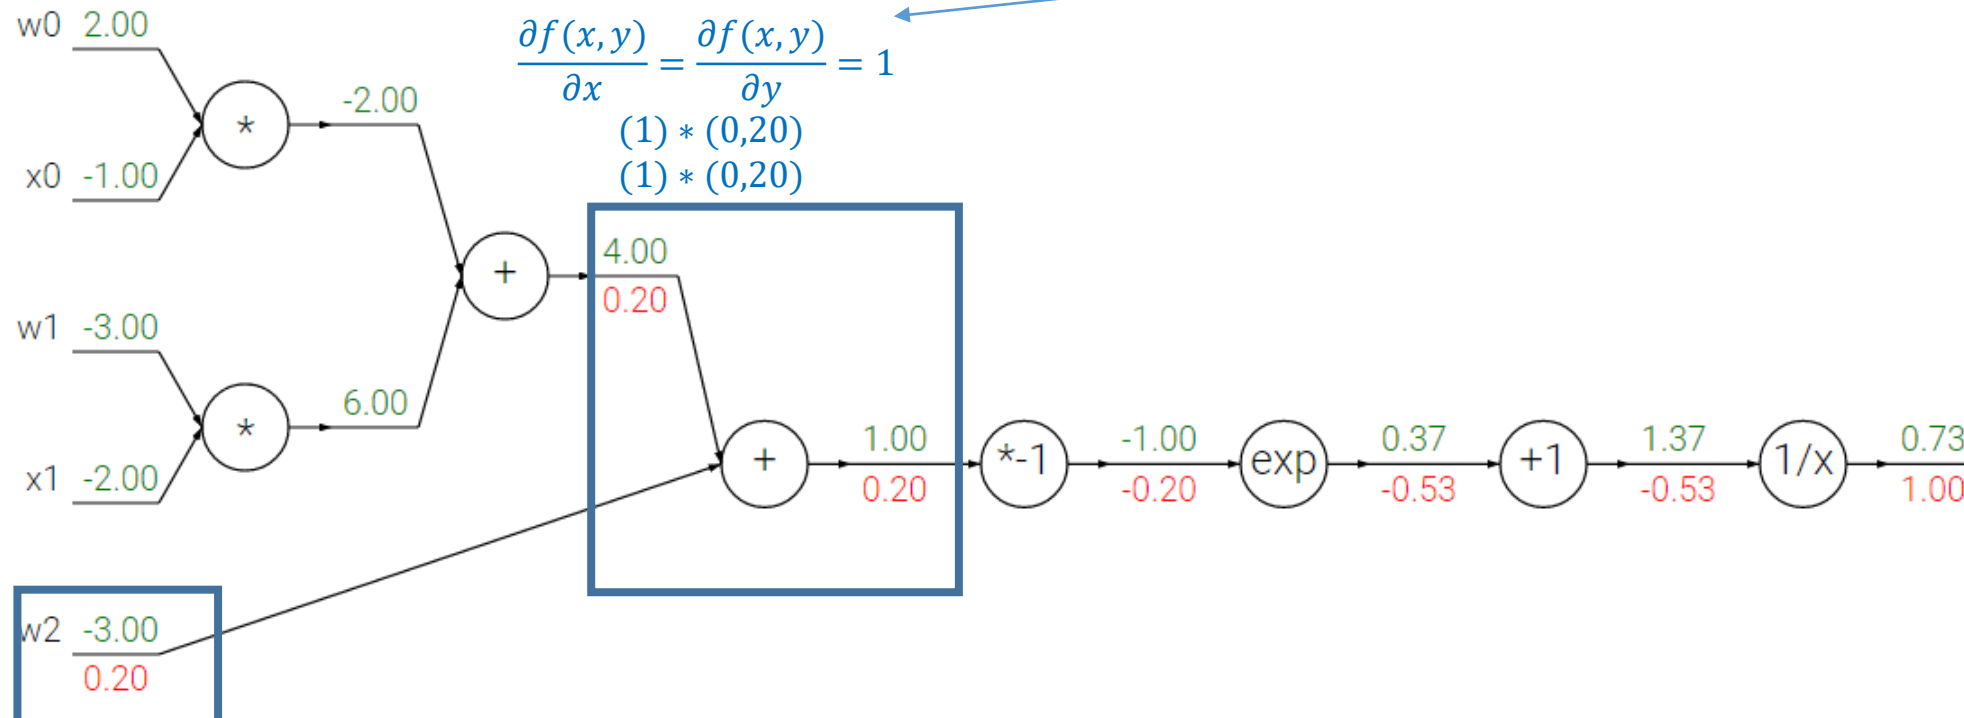 w0 2.00
∂f(x, y)/∂x = ∂f(x, y)/∂y = 1
(1) ∗ (0,20)
(1) ∗ (0,20)
*
-2.00
x0 -1.00
+
4.00
0.20
w1 -3.00
*
6.00
x1 -2.00
+
1.00
0.20
*-1
-1.00
-0.20
exp
0.37
-0.53
+1
1.37
-0.53
1/x
0.73
1.00
w2 -3.00
0.20